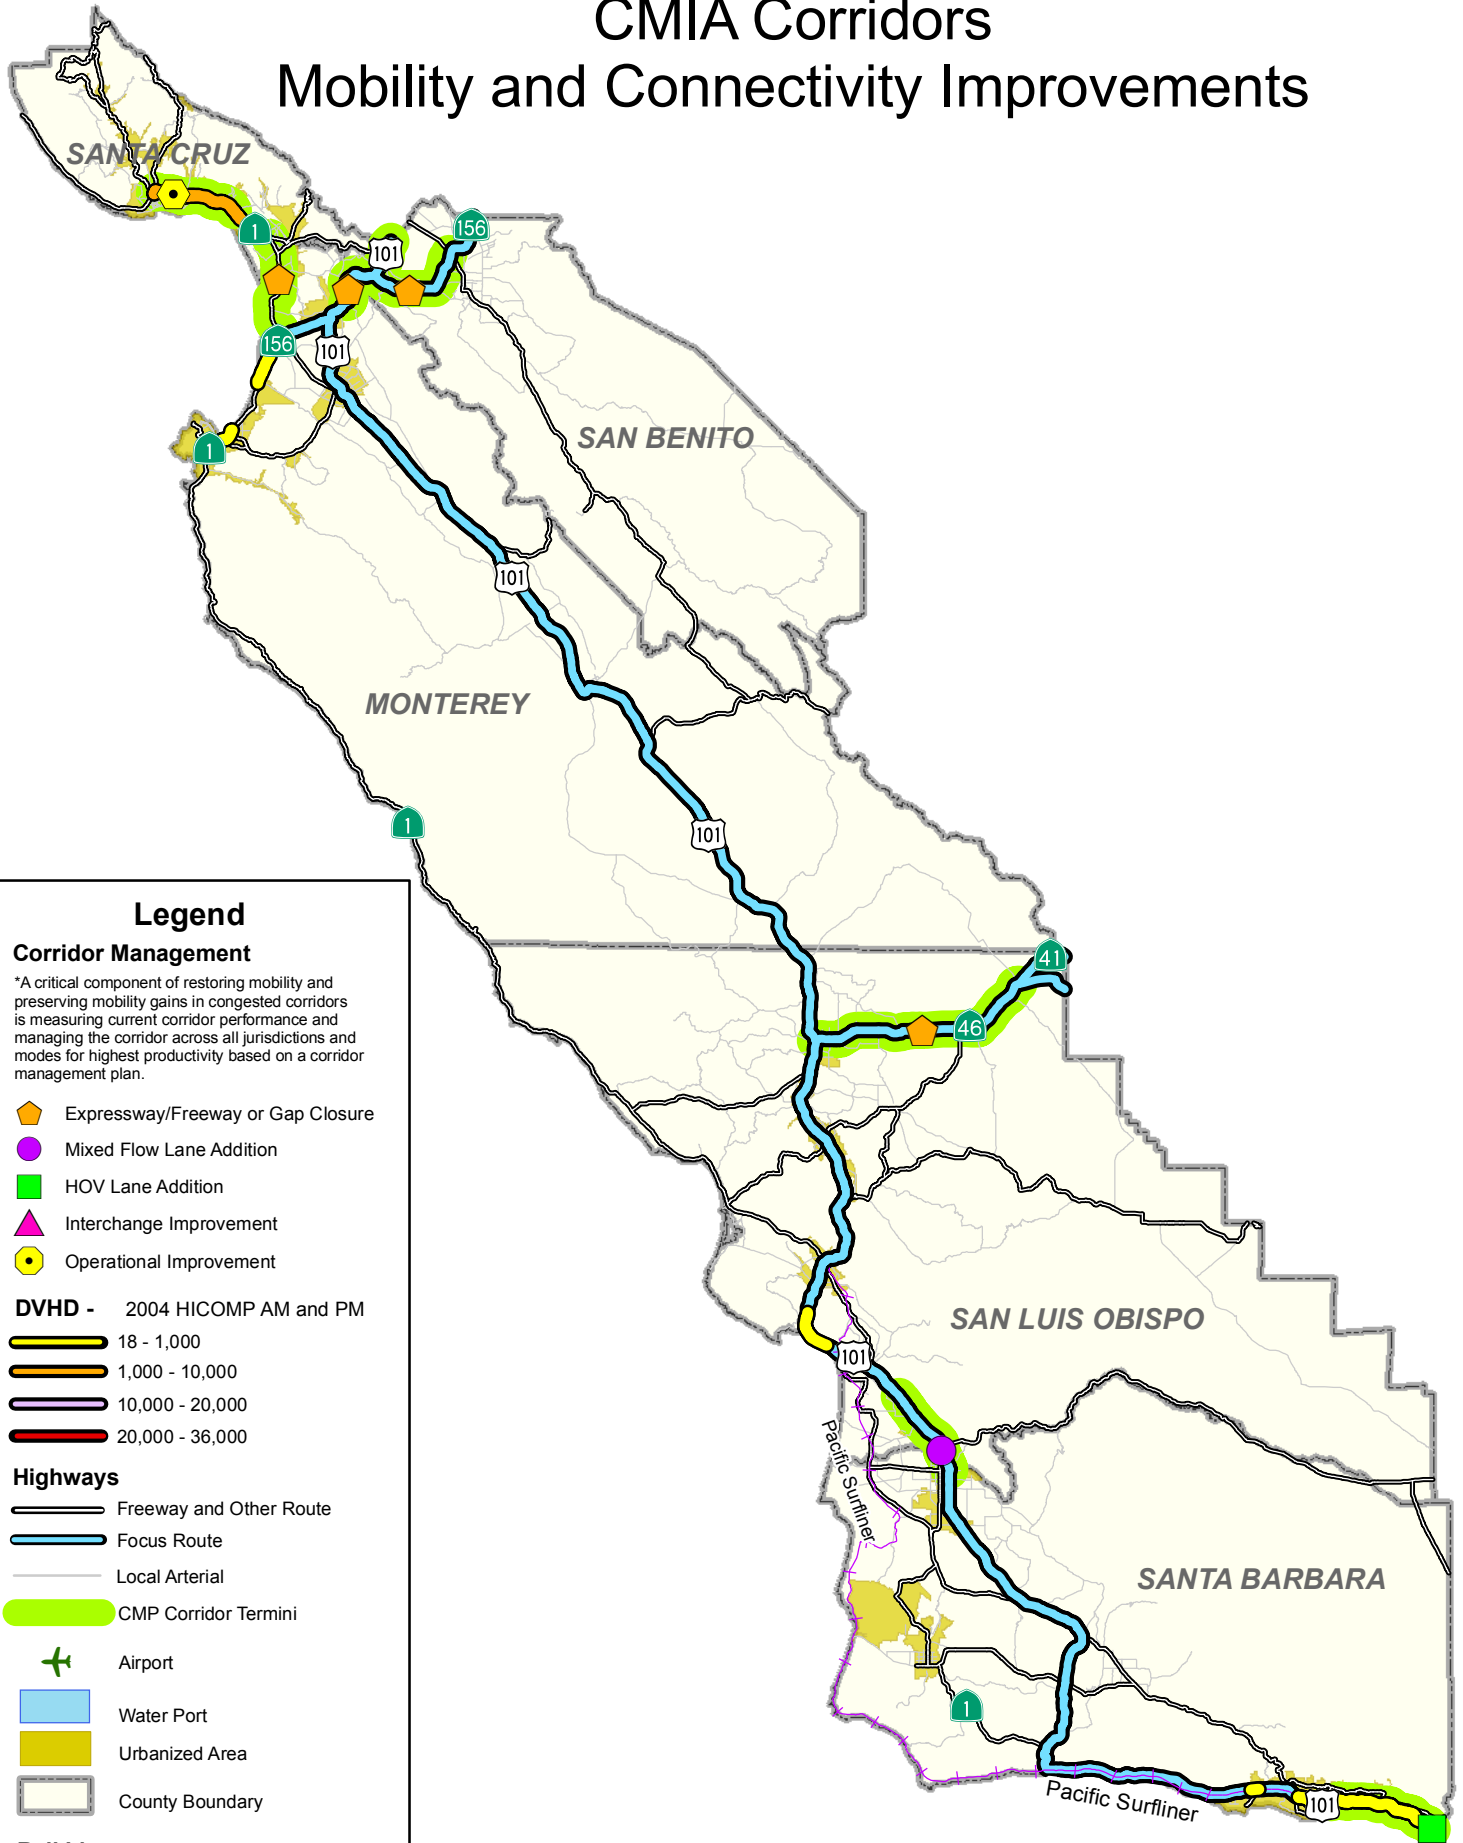 CMIA Corridors
Mobility and Connectivity Improvements
SANTA CRUZ
1
101
156
156
101
1
SAN BENITO
101
MONTEREY
1
101
41
46
SAN LUIS OBISPO
101
Pacific Surfliner
SANTA BARBARA
1
Pacific Surfliner
101
Legend
Corridor Management
*A critical component of restoring mobility and
preserving mobility gains in congested corridors
is measuring current corridor performance and
managing the corridor across all jurisdictions and
modes for highest productivity based on a corridor
management plan.
Expressway/Freeway or Gap Closure
Mixed Flow Lane Addition
HOV Lane Addition
Interchange Improvement
Operational Improvement
DVHD - 2004 HICOMP AM and PM
18 - 1,000
1,000 - 10,000
10,000 - 20,000
20,000 - 36,000
Highways
Freeway and Other Route
Focus Route
Local Arterial
CMP Corridor Termini
Airport
Water Port
Urbanized Area
County Boundary